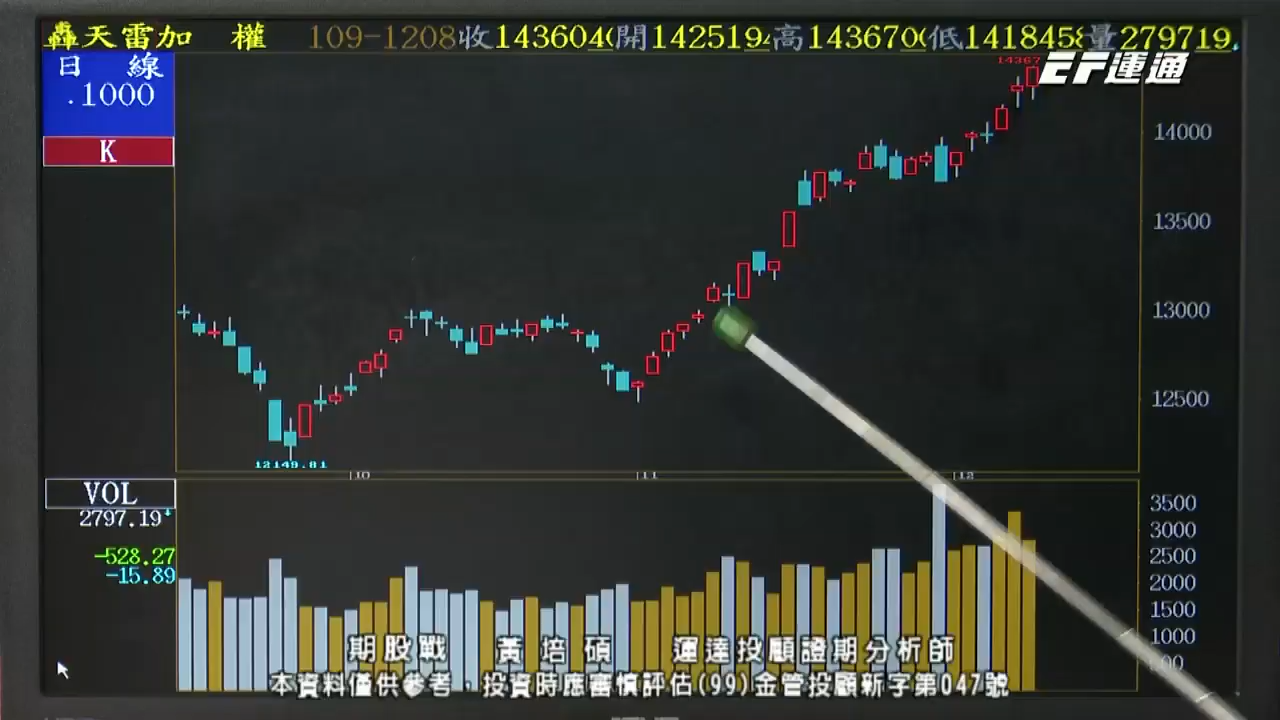 轟天雷加 權 109-1208收143604(開142519高143670(低141845量279719
EF運通
日 線
.1000
K
14367
14000
13500
13000
12500
12149.81
10 11 12
VOL
2797.19
-528.27
-15.89
3500
3000
2500
2000
1500
1000
期股戰 黃培碩 運達投顧證期分析師
本資料僅供參考，投資時應審慎評估(99)金管投顧新字第047號